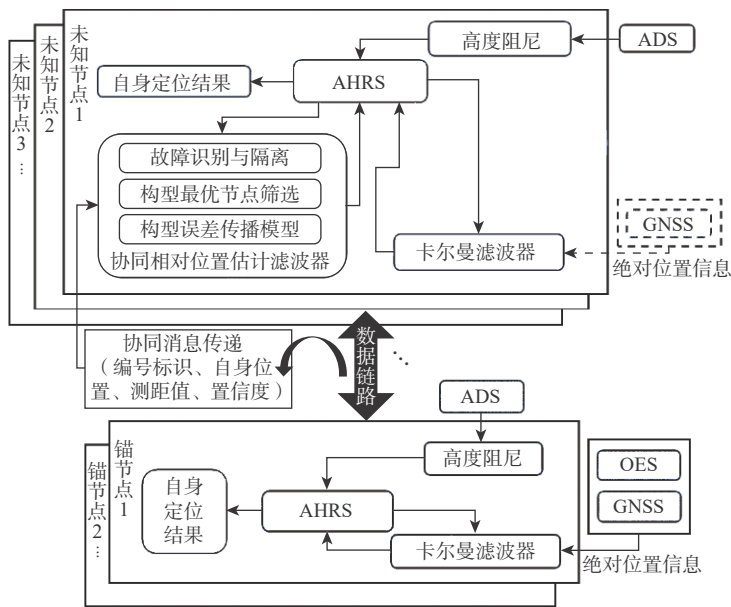 未知节点3…
未知节点2
未知节点1
高度阻尼
ADS
自身定位结果
AHRS
故障识别与隔离
构型最优节点筛选
构型误差传播模型
协同相对位置估计滤波器
卡尔曼滤波器
GNSS
绝对位置信息
协同消息传递
（编号标识、自身位
置、测距值、置信度）
数据链路
…
ADS
锚节点2…
锚节点1
高度阻尼
自身
定位
结果
AHRS
卡尔曼滤波器
OES
GNSS
绝对位置信息